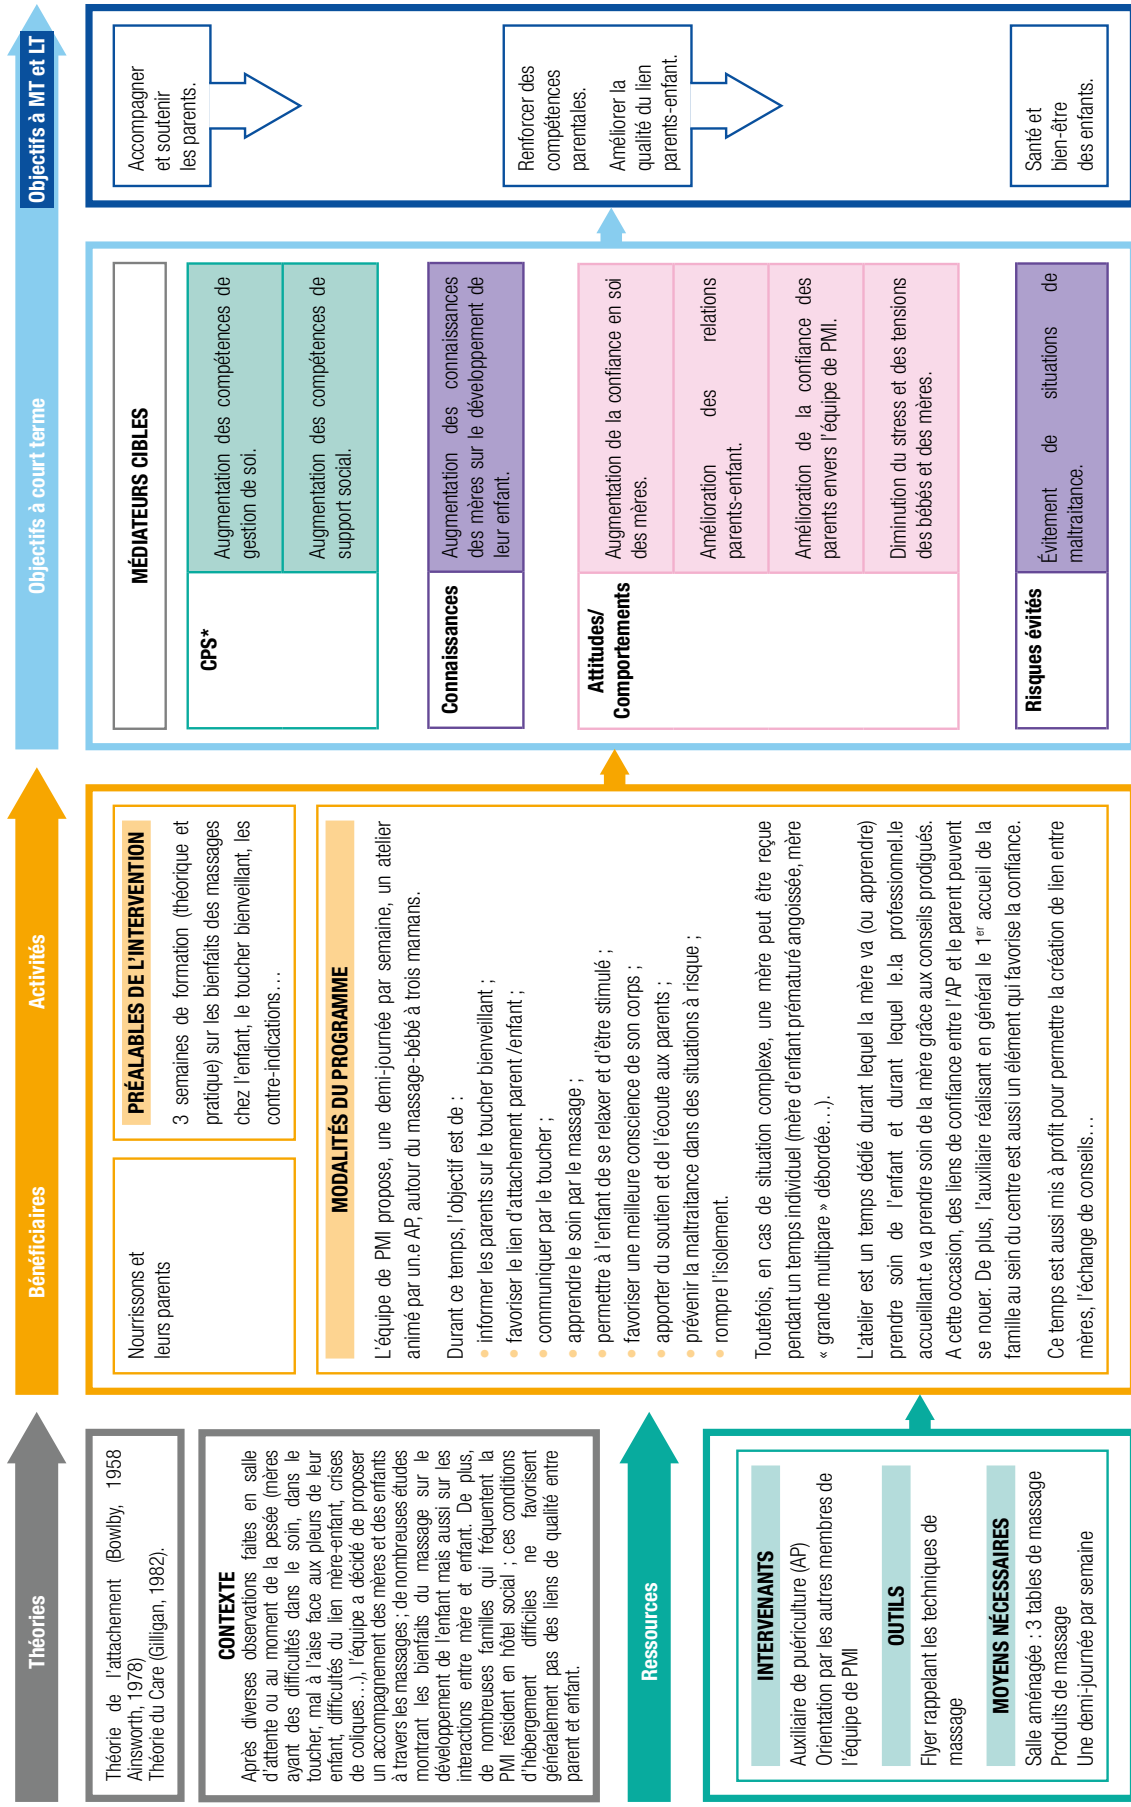 Théories
Théorie de l'attachement (Bowlby, 1958
Ainsworth, 1978)
Théorie du Care (Gilligan, 1982).
CONTEXTE
Après diverses observations faites en salle
d'attente ou au moment de la pesée (mères
ayant des difficultés dans le soin, dans le
toucher, mal à l'aise face aux pleurs de leur
enfant, difficultés du lien mère-enfant, crises
de coliques…), l'équipe a décidé de proposer
un accompagnement des mères et des enfants
à travers les massages ; de nombreuses études
montrant les bienfaits du massage sur le
développement de l'enfant mais aussi sur les
interactions entre mère et enfant. De plus,
de nombreuses familles qui fréquentent la
PMI résident en hôtel social ; ces conditions
d'hébergement difficiles ne favorisent
généralement pas des liens de qualité entre
parent et enfant.
Ressources
INTERVENANTS
Auxiliaire de puériculture (AP)
Orientation par les autres membres de
l'équipe de PMI
OUTILS
Flyer rappelant les techniques de
massage
MOYENS NÉCESSAIRES
Salle aménagée : 3 tables de massage
Produits de massage
Une demi-journée par semaine
Bénéficiaires
Activités
Nourrissons et
leurs parents
PRÉALABLES DE L'INTERVENTION
3 semaines de formation (théorique et
pratique) sur les bienfaits des massages
chez l'enfant, le toucher bienveillant, les
contre-indications…
MODALITÉS DU PROGRAMME
L'équipe de PMI propose, une demi-journée par semaine, un atelier
animé par un.e AP, autour du massage-bébé à trois mamans.
Durant ce temps, l'objectif est de :
• informer les parents sur le toucher bienveillant ;
• favoriser le lien d'attachement parent /enfant ;
• communiquer par le toucher ;
• apprendre le soin par le massage ;
• permettre à l'enfant de se relaxer et d'être stimulé ;
• favoriser une meilleure conscience de son corps ;
• apporter du soutien et de l'écoute aux parents ;
• prévenir la maltraitance dans des situations à risque ;
• rompre l'isolement.
Toutefois, en cas de situation complexe, une mère peut être reçue
pendant un temps individuel (mère d'enfant prématuré angoissée, mère
« grande multipare » débordée…).
L'atelier est un temps dédié durant lequel la mère va (ou apprendre)
prendre soin de l'enfant et durant lequel le.la professionnel.le
accueillant.e va prendre soin de la mère grâce aux conseils prodigués.
A cette occasion, des liens de confiance entre l'AP et le parent peuvent
se nouer. De plus, l'auxiliaire réalisant en général le 1er accueil de la
famille au sein du centre est aussi un élément qui favorise la confiance.
Ce temps est aussi mis à profit pour permettre la création de lien entre
mères, l'échange de conseils…
Objectifs à court terme
MÉDIATEURS CIBLES
CPS*
Augmentation des compétences de
gestion de soi.
Augmentation des compétences de
support social.
Connaissances
Augmentation des connaissances
des mères sur le développement de
leur enfant.
Attitudes/
Comportements
Augmentation de la confiance en soi
des mères.
Amélioration des relations
parents-enfant.
Amélioration de la confiance des
parents envers l'équipe de PMI.
Diminution du stress et des tensions
des bébés et des mères.
Risques évités
Évitement de situations de
maltraitance.
Objectifs à MT et LT
Accompagner
et soutenir
les parents.
Renforcer des
compétences
parentales.
Améliorer la
qualité du lien
parents-enfant.
Santé et
bien-être
des enfants.